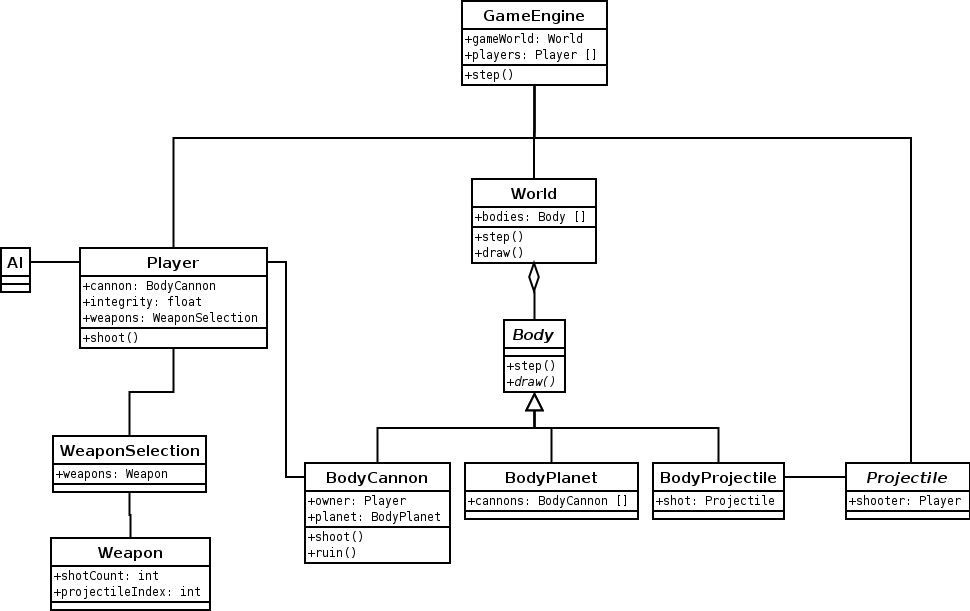 GameEngine
+gameWorld: World
+players: Player []
+step()
World
+bodies: Body []
+step()
+draw()
AI
Player
+cannon: BodyCannon
+integrity: float
+weapons: WeaponSelection
+shoot()
Body
+step()
+draw()
WeaponSelection
+weapons: Weapon
BodyCannon
+owner: Player
+planet: BodyPlanet
+shoot()
+ruin()
BodyPlanet
+cannons: BodyCannon []
BodyProjectile
+shot: Projectile
Projectile
+shooter: Player
Weapon
+shotCount: int
+projectileIndex: int